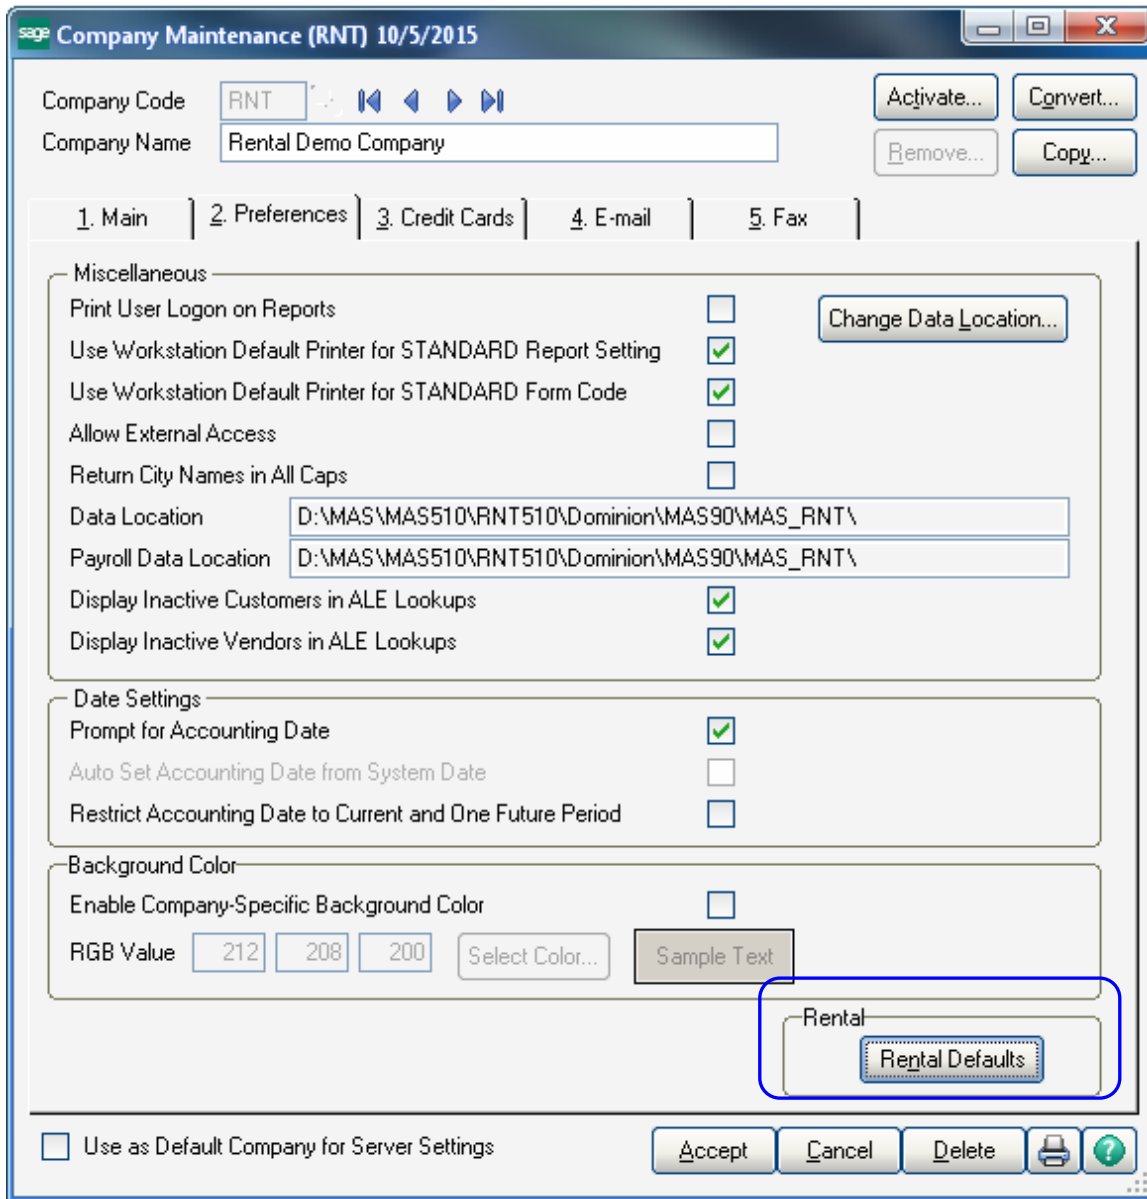 sage Company Maintenance (RNT) 10/5/2015
Company Code RNT Activate... Convert...
Company Name Rental Demo Company Remove... Copy...
1. Main 2. Preferences 3. Credit Cards 4. E-mail 5. Fax
Miscellaneous
Print User Logon on Reports Change Data Location...
Use Workstation Default Printer for STANDARD Report Setting
Use Workstation Default Printer for STANDARD Form Code
Allow External Access
Return City Names in All Caps
Data Location D:\MAS\MAS510\RNT510\Dominion\MAS90\MAS_RNT\
Payroll Data Location D:\MAS\MAS510\RNT510\Dominion\MAS90\MAS_RNT\
Display Inactive Customers in ALE Lookups
Display Inactive Vendors in ALE Lookups
Date Settings
Prompt for Accounting Date
Auto Set Accounting Date from System Date
Restrict Accounting Date to Current and One Future Period
Background Color
Enable Company-Specific Background Color
RGB Value 212 208 200 Select Color... Sample Text
Rental
Rental Defaults
Use as Default Company for Server Settings Accept Cancel Delete ?